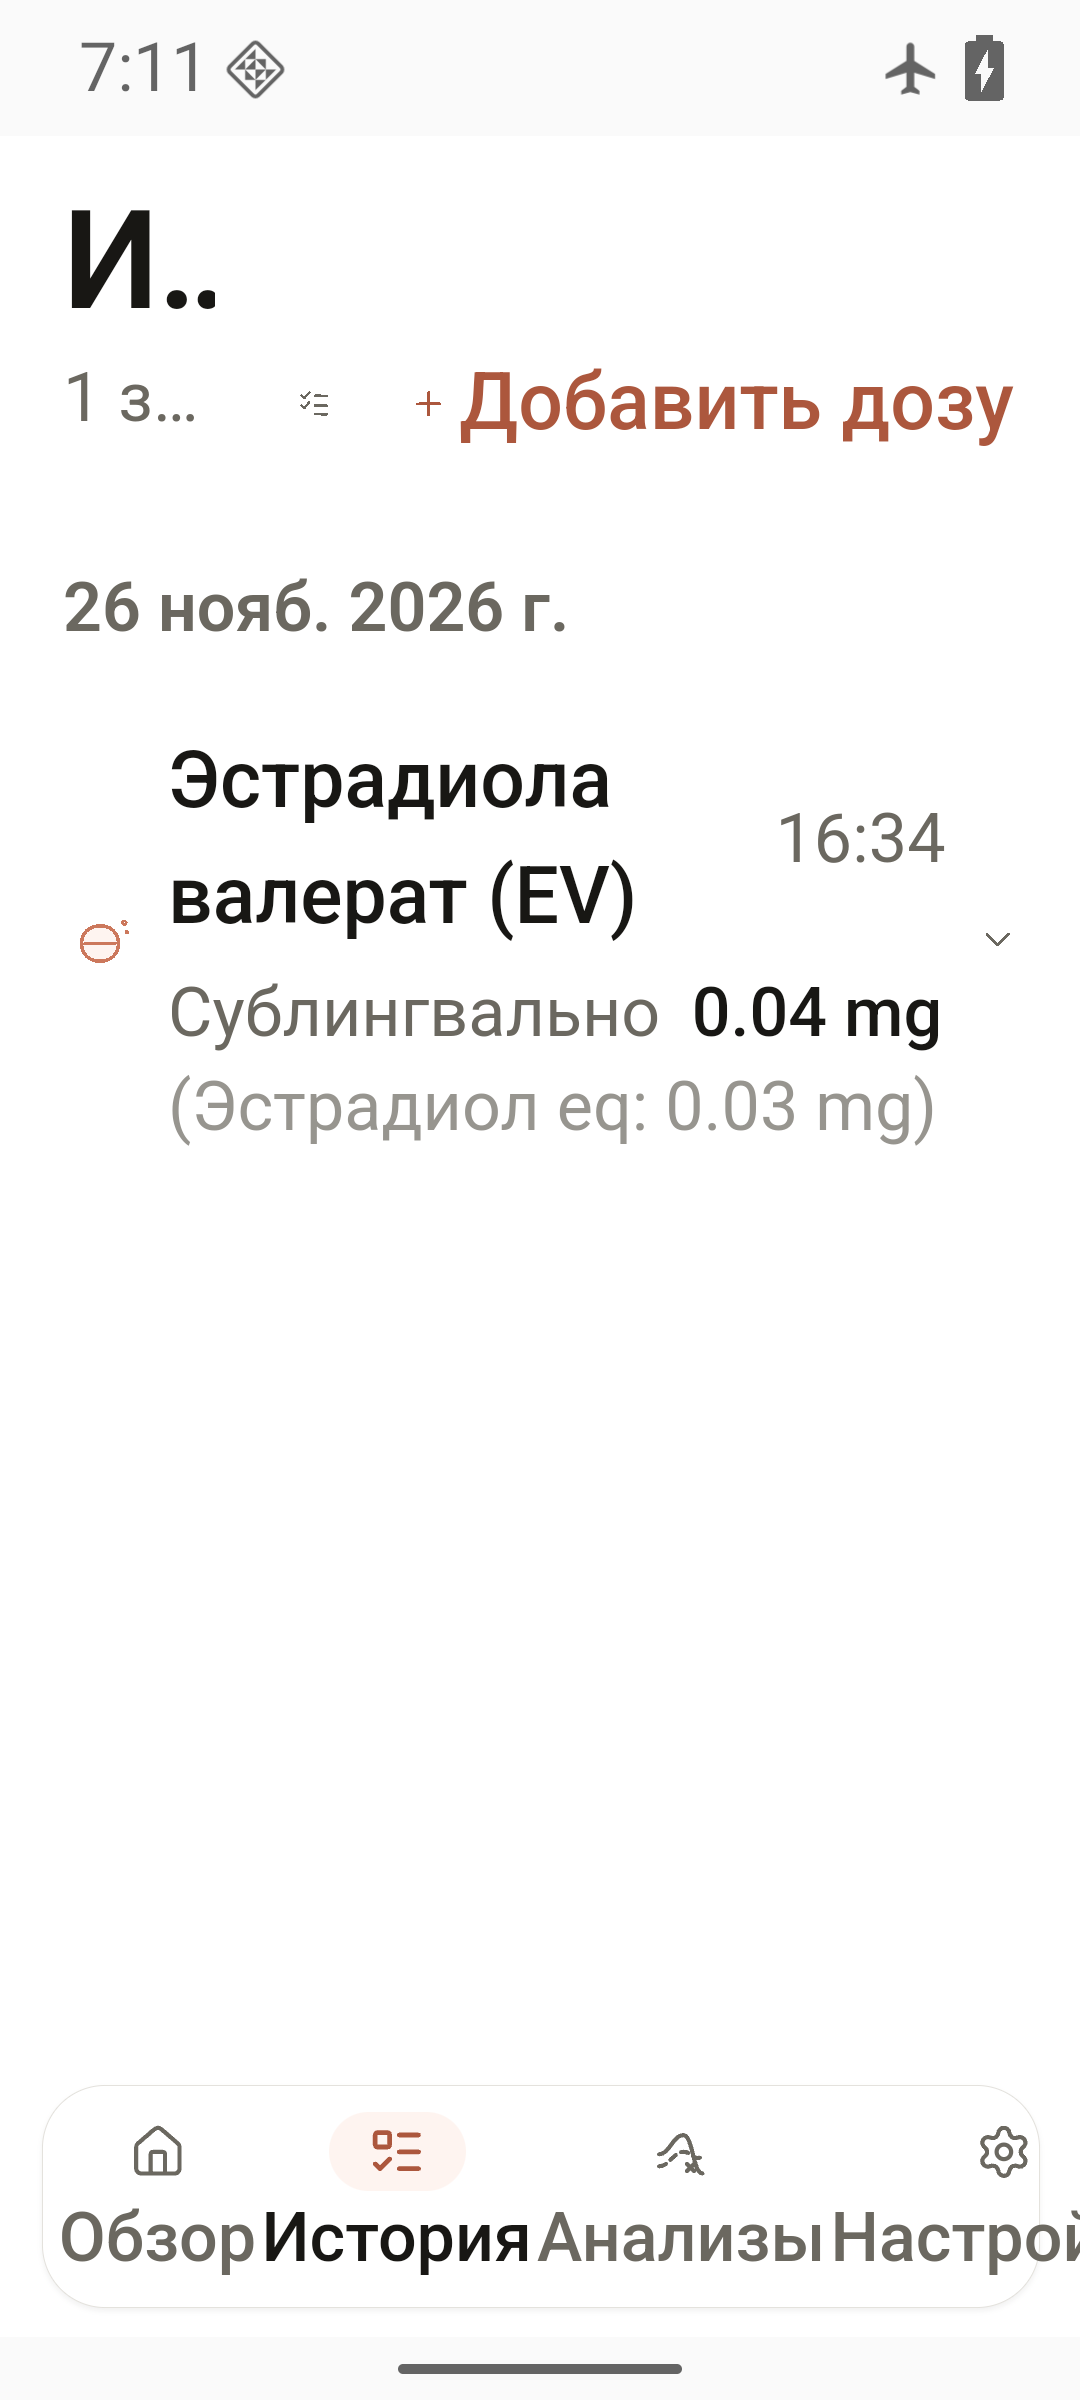 7:11
И..
1 з...
Добавить дозу
26 нояб. 2026 г.
Эстрадиола
валерат (EV)
16:34
Сублингвально 0.04 mg
(Эстрадиол eq: 0.03 mg)
Обзор История Анализы Настрой